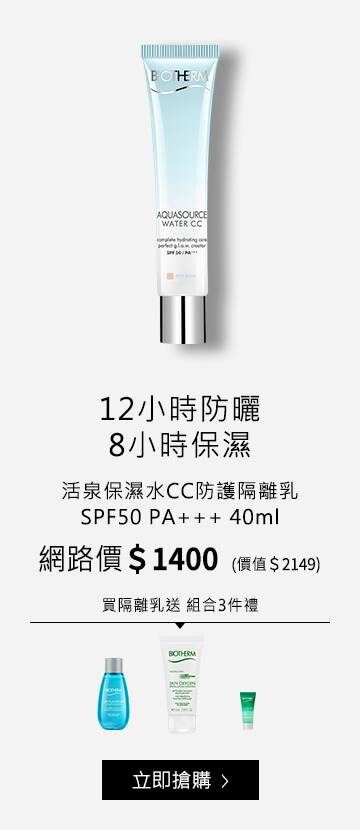 BIOTHERM
AQUASOURCE
WATER CC
complete hydrating care
perfect g.l.o.w. creator
SPF 50 / PA+++
12小時防曬
8小時保濕
活泉保濕水CC防護隔離乳
SPF50 PA+++ 40ml
網路價$1400 (價值$2149)
買隔離乳送 組合3件禮
BIOTHERM
BIOTHERM
SKIN OXYGEN
立即搶購 >